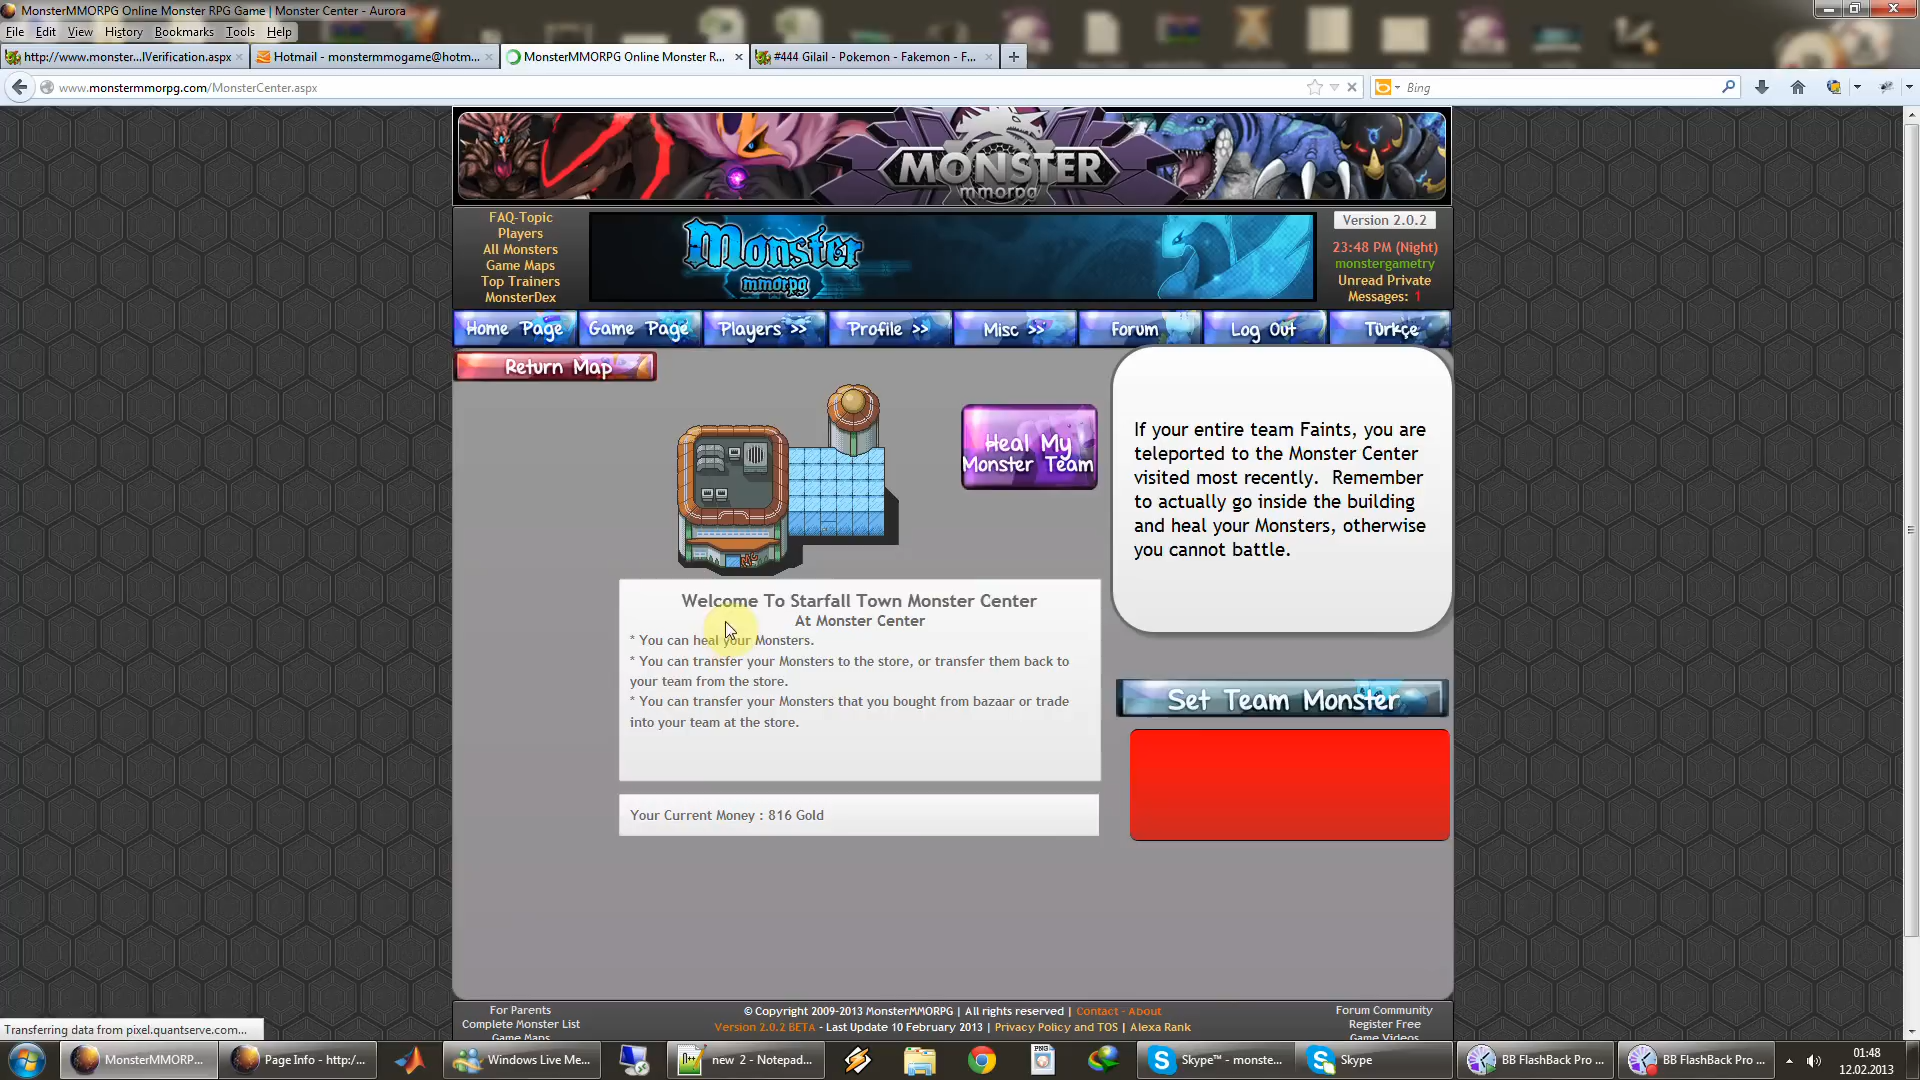 MonsterMMORPG Online Monster RPG Game | Monster Center - Aurora
File Edit View History Bookmarks Tools Help
http://www.monster...lVerification.aspx
Hotmail - monstermmogame@hotm...
MonsterMMORPG Online Monster R...
#444 Gilail - Pokemon - Fakemon - F...
www.monstermmorpg.com/MonsterCenter.aspx
Bing
MONSTER
mmorpg
FAQ-Topic
Players
All Monsters
Game Maps
Top Trainers
MonsterDex
Monster
mmorpg
Version 2.0.2
23:48 PM (Night)
monstergametry
Unread Private
Messages: 1
Home Page
Game Page
Players >>
Profile >>
Misc >>
Forum
Log Out
Türkçe
Return Map
Heal My
Monster Team
If your entire team Faints, you are
teleported to the Monster Center
visited most recently. Remember
to actually go inside the building
and heal your Monsters, otherwise
you cannot battle.
Welcome To Starfall Town Monster Center
At Monster Center
* You can heal your Monsters.
* You can transfer your Monsters to the store, or transfer them back to
your team from the store.
* You can transfer your Monsters that you bought from bazaar or trade
into your team at the store.
Your Current Money : 816 Gold
Set Team Monster
For Parents
Complete Monster List
Game Maps
© Copyright 2009-2013 MonsterMMORPG | All rights reserved | Contact - About
Version 2.0.2 BETA - Last Update 10 February 2013 | Privacy Policy and TOS | Alexa Rank
Forum Community
Register Free
Game Videos
Transferring data from pixel.quantserve.com...
MonsterMMORP...
Page Info - http:/...
Windows Live Me...
new 2 - Notepad...
Skype™ - monste...
Skype
BB FlashBack Pro ...
BB FlashBack Pro ...
01:48
12.02.2013